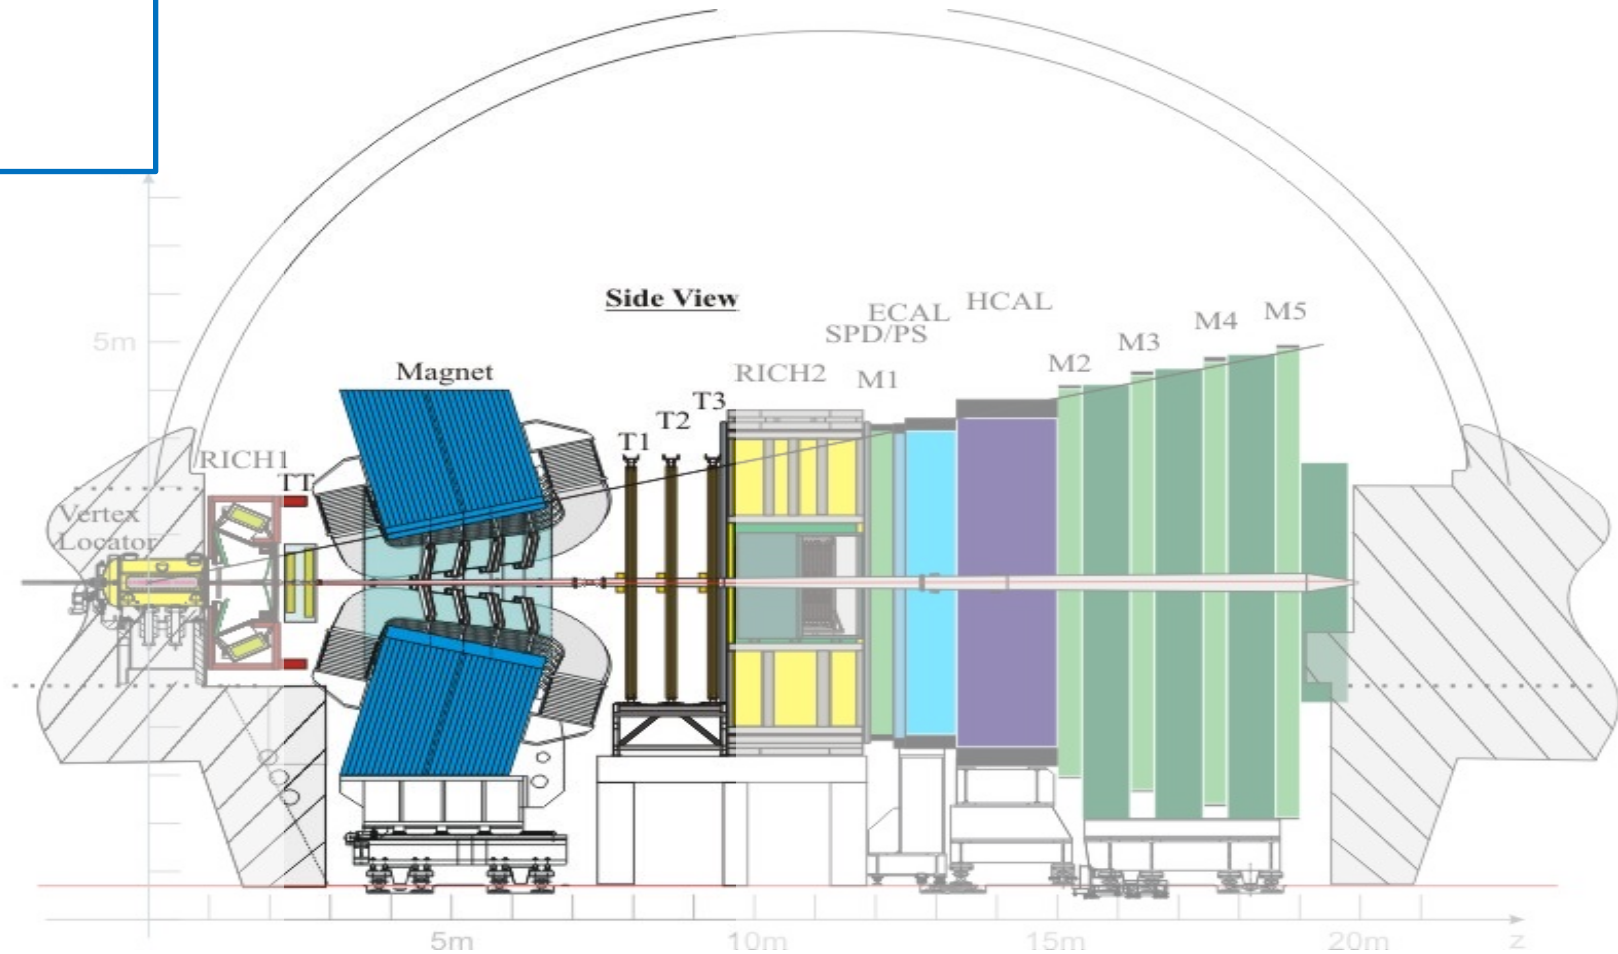 Side View
HCAL
ECAL
SPD/PS
M5
M4
M3
M2
M1
5m
Magnet
RICH2
T3
T2
T1
RICH1
TT
Vertex
Locator
5m
10m
15m
20m
z